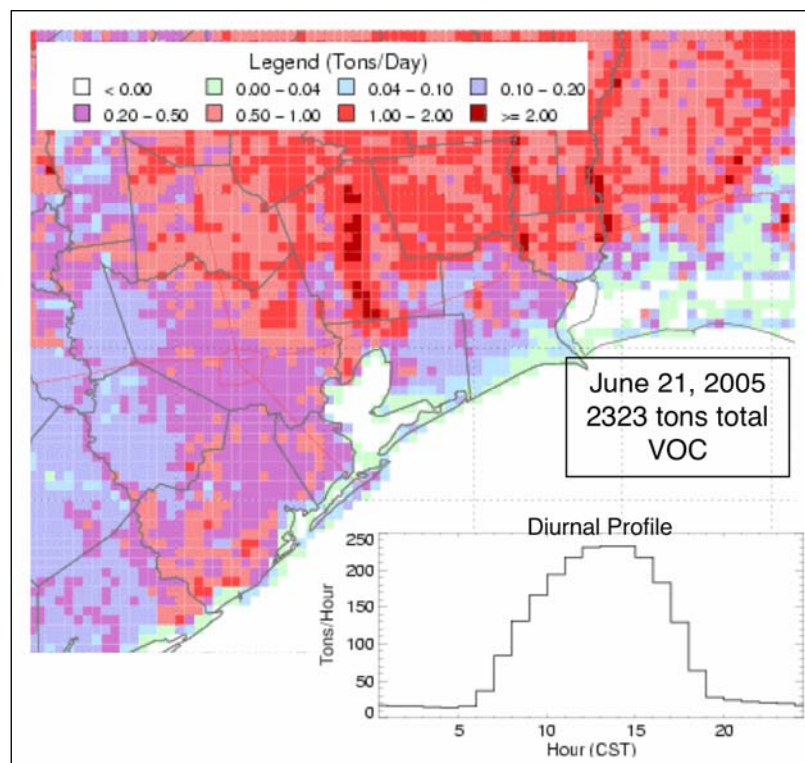 Legend (Tons/Day)
< 0.00
0.00 – 0.04
0.04 – 0.10
0.10 – 0.20
0.20 – 0.50
0.50 – 1.00
1.00 – 2.00
>= 2.00
June 21, 2005
2323 tons total
VOC
Diurnal Profile
250
200
150
100
50
0
Tons/Hour
5
10
15
20
Hour (CST)